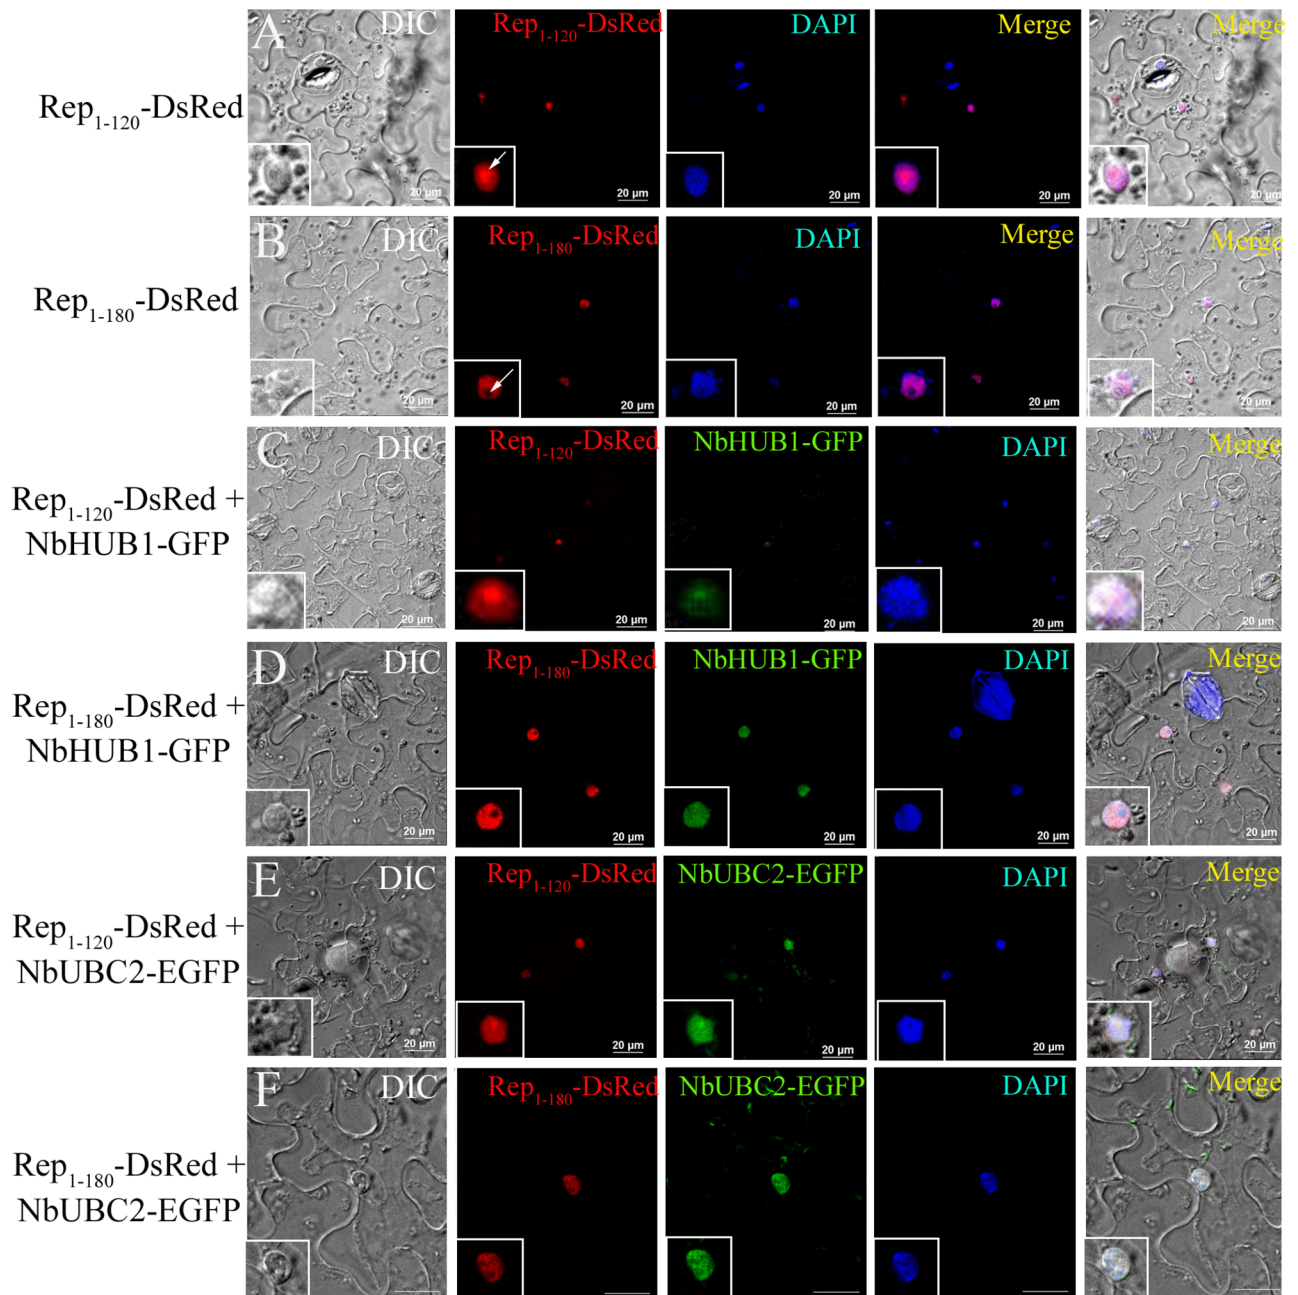 A DIC Rep1-120-DsRed DAPI Merge Merge
Rep1-120-DsRed
20 µm 20 µm 20 µm 20 µm 20 µm
B DIC Rep1-180-DsRed DAPI Merge Merge
Rep1-180-DsRed
20 µm 20 µm 20 µm 20 µm 20 µm
C DIC Rep1-120-DsRed NbHUB1-GFP DAPI Merge
Rep1-120-DsRed +
NbHUB1-GFP
20 µm 20 µm 20 µm 20 µm 20 µm
D DIC Rep1-180-DsRed NbHUB1-GFP DAPI Merge
Rep1-180-DsRed +
NbHUB1-GFP
20 µm 20 µm 20 µm 20 µm 20 µm
E DIC Rep1-120-DsRed NbUBC2-EGFP DAPI Merge
Rep1-120-DsRed +
NbUBC2-EGFP
20 µm 20 µm 20 µm 20 µm 20 µm
F DIC Rep1-180-DsRed NbUBC2-EGFP DAPI Merge
Rep1-180-DsRed +
NbUBC2-EGFP